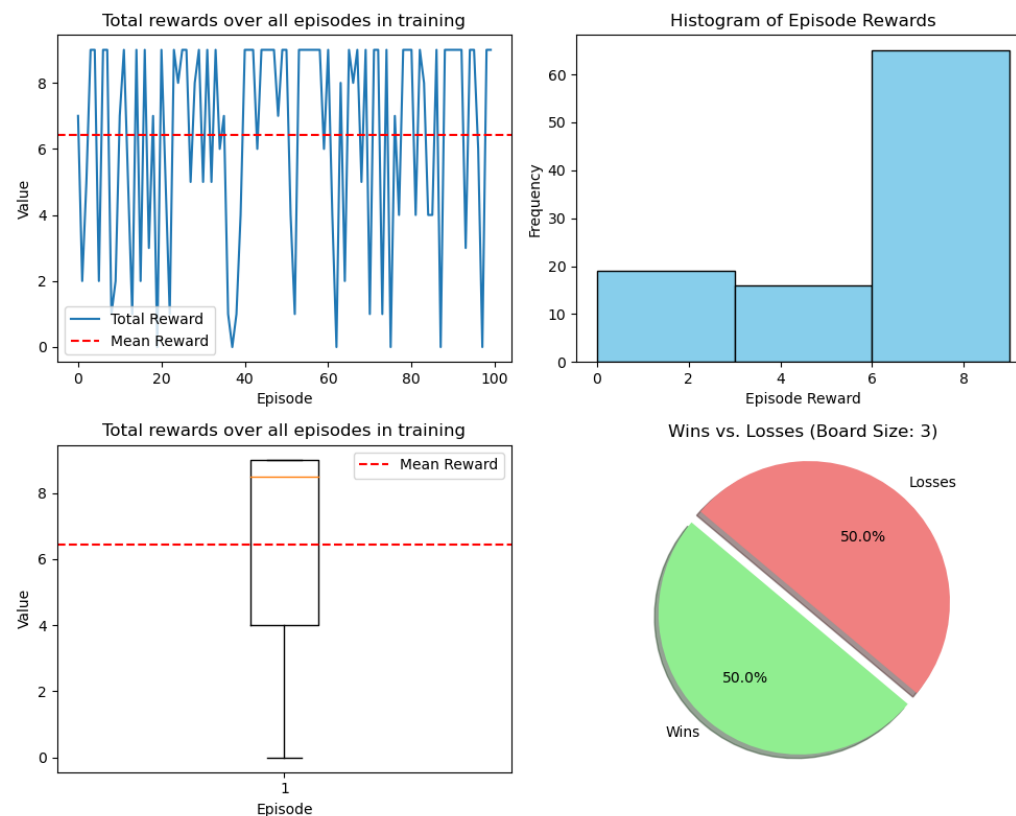 Total rewards over all episodes in training
Value
8
6
4
2
0
Total Reward
Mean Reward
0
20
40
60
80
100
Episode
Histogram of Episode Rewards
Frequency
60
50
40
30
20
10
0
0
2
4
6
8
Episode Reward
Total rewards over all episodes in training
Value
8
6
4
2
0
Mean Reward
1
Episode
Wins vs. Losses (Board Size: 3)
Losses
50.0%
50.0%
Wins